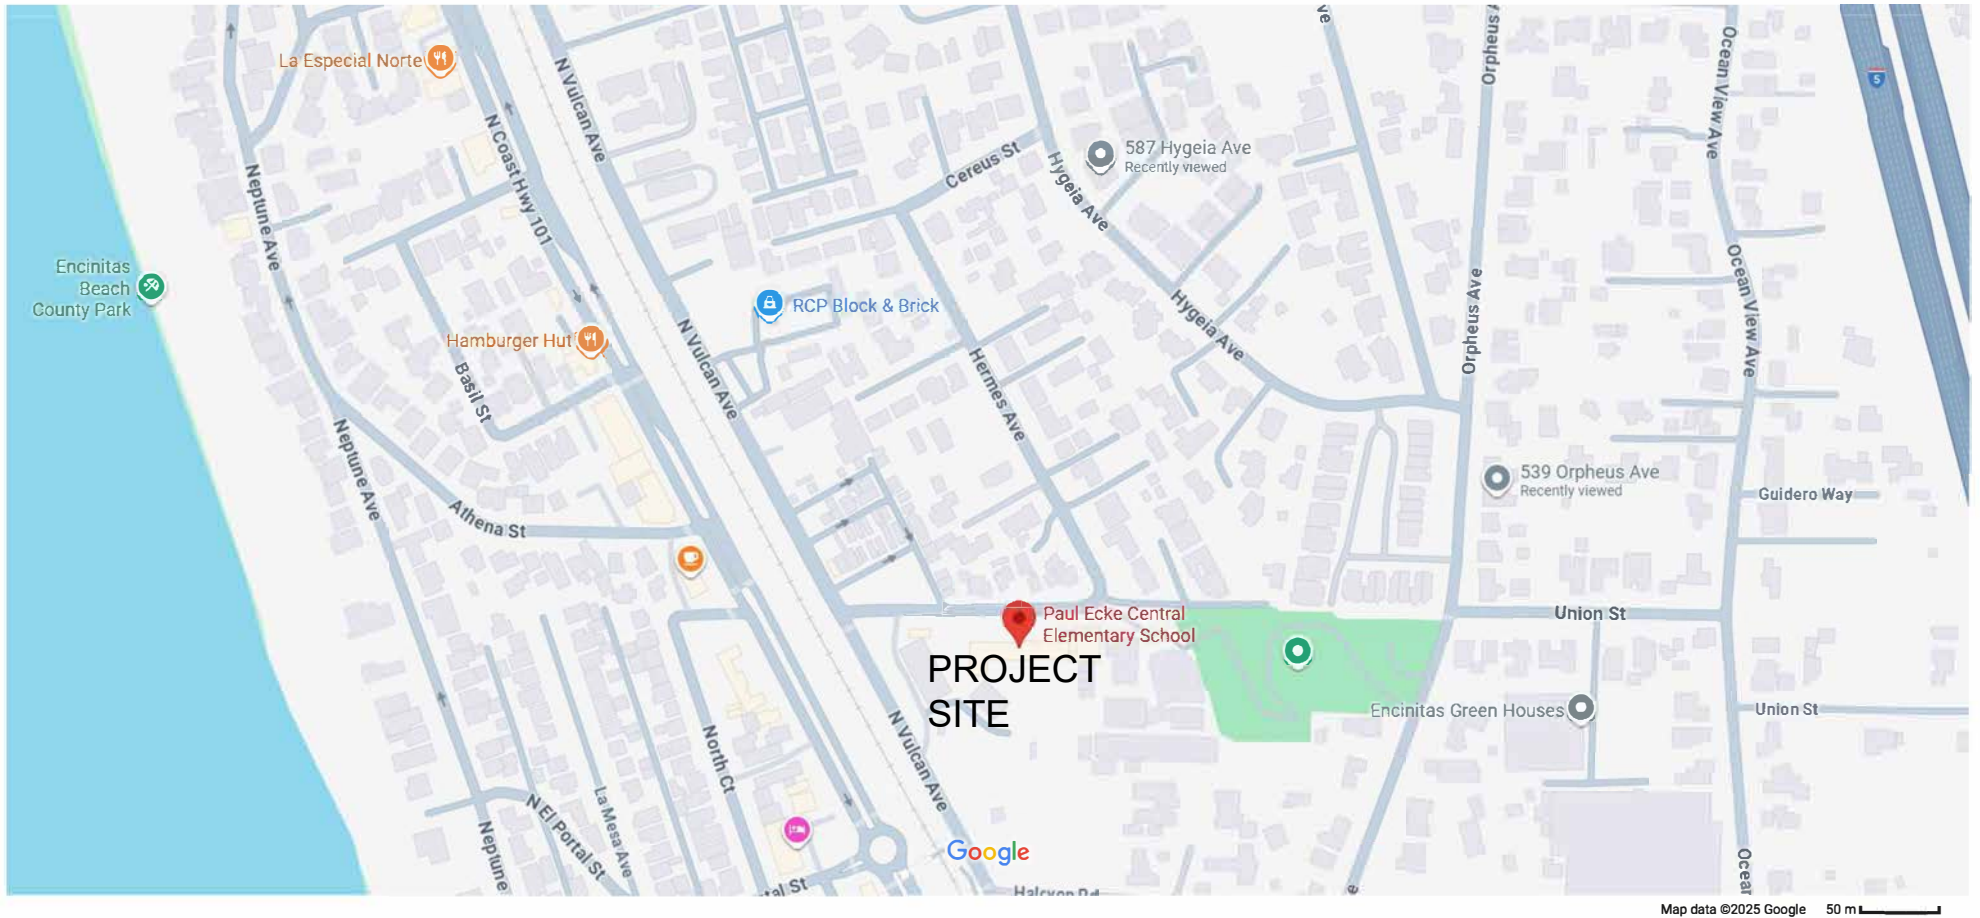 La Especial Norte
N Vulcan Ave
N Coast Hwy 101
Neptune Ave
Cereus St
Hygeia Ave
587 Hygeia Ave
Recently viewed
Orpheus
Ocean View Ave
5
Encinitas
Beach
County Park
Hamburger Hut
RCP Block & Brick
Basil St
N Vulcan Ave
Hermes Ave
Hygeia Ave
Orpheus Ave
Ocean View Ave
Neptune Ave
Athena St
539 Orpheus Ave
Recently viewed
Guidero Way
Paul Ecke Central
Elementary School
PROJECT
SITE
Union St
Encinitas Green Houses
Union St
N Vulcan Ave
North Ct
La Mesa Ave
N El Portal St
Neptune
Google
Map data ©2025 Google 50 m